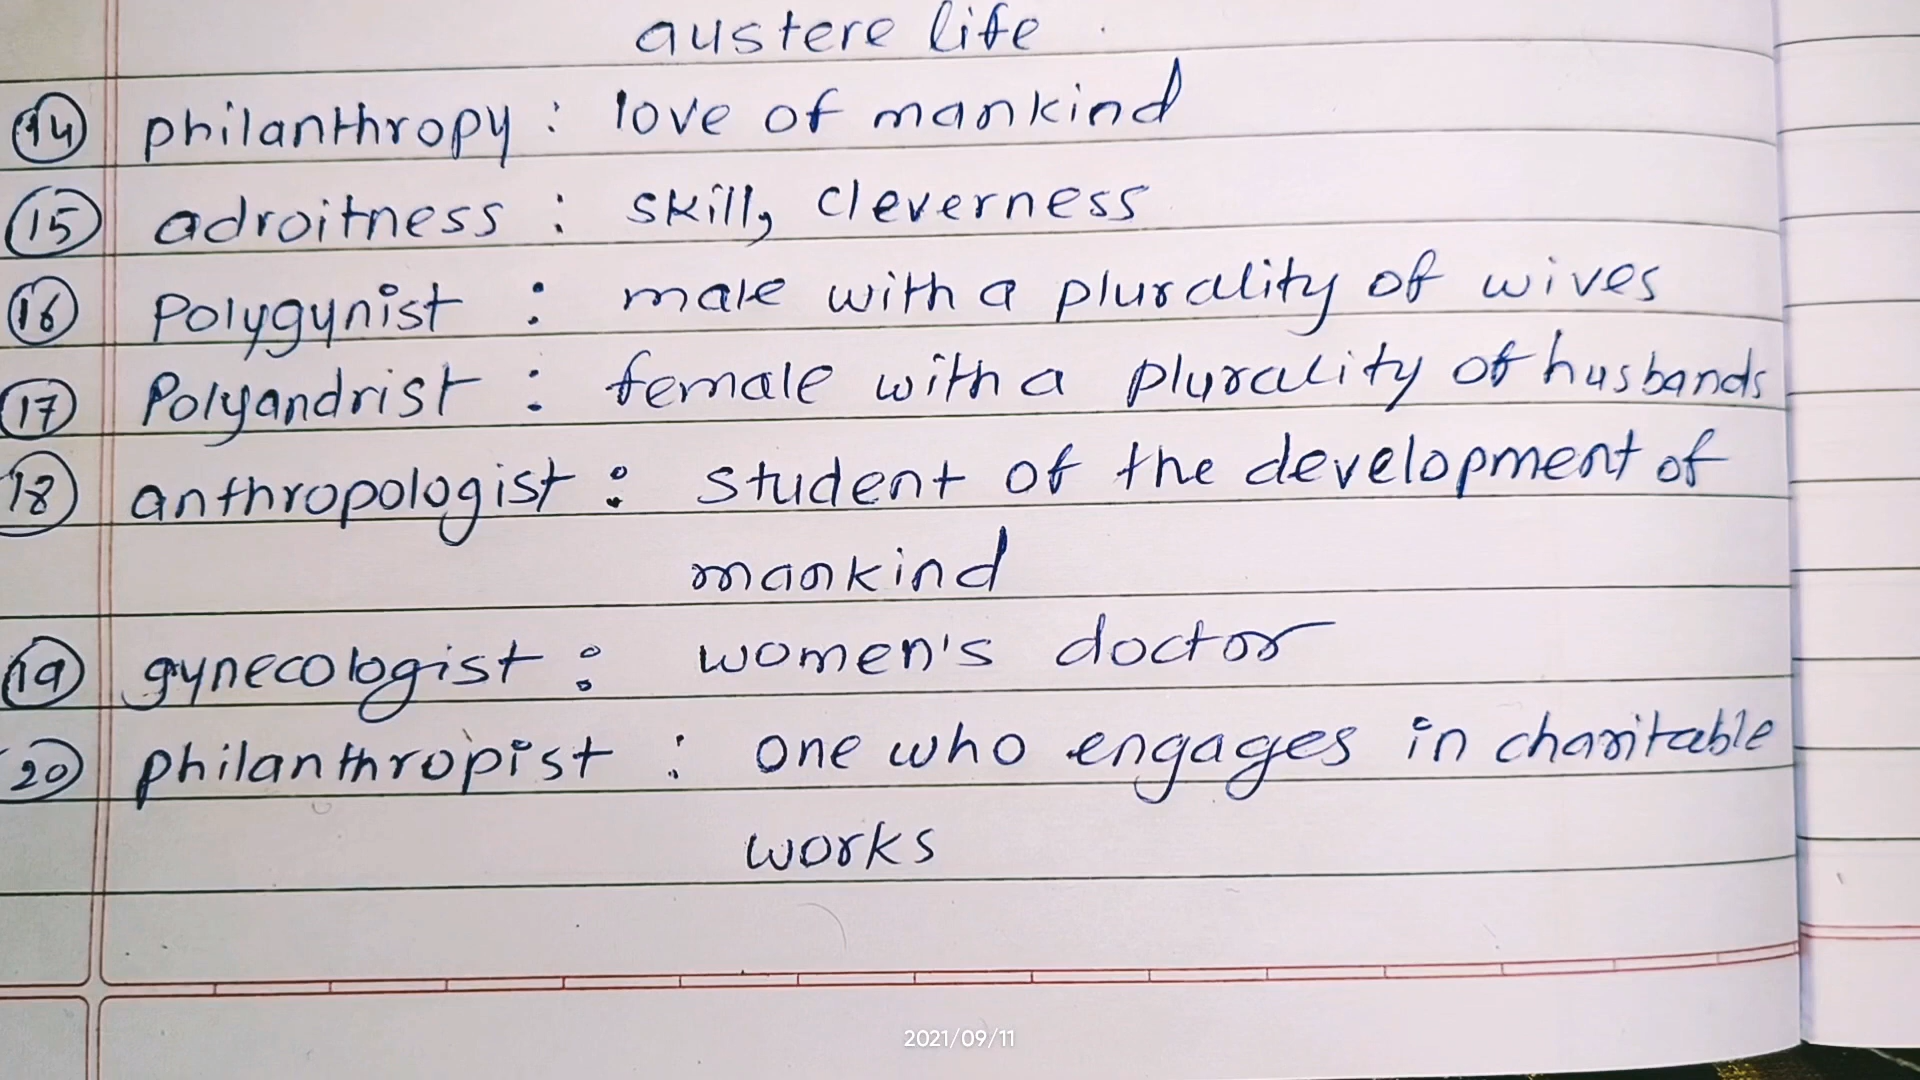 austere life
14 philanthropy : love of mankind
15 adroitness : skill, cleverness
16 Polygynist : male with a plurality of wives
17 Polyandrist : female with a plurality of husbands
18 anthropologist : student of the development of
mankind
19 gynecologist : women's doctor
20 philanthropist : one who engages in charitable
works
2021/09/11